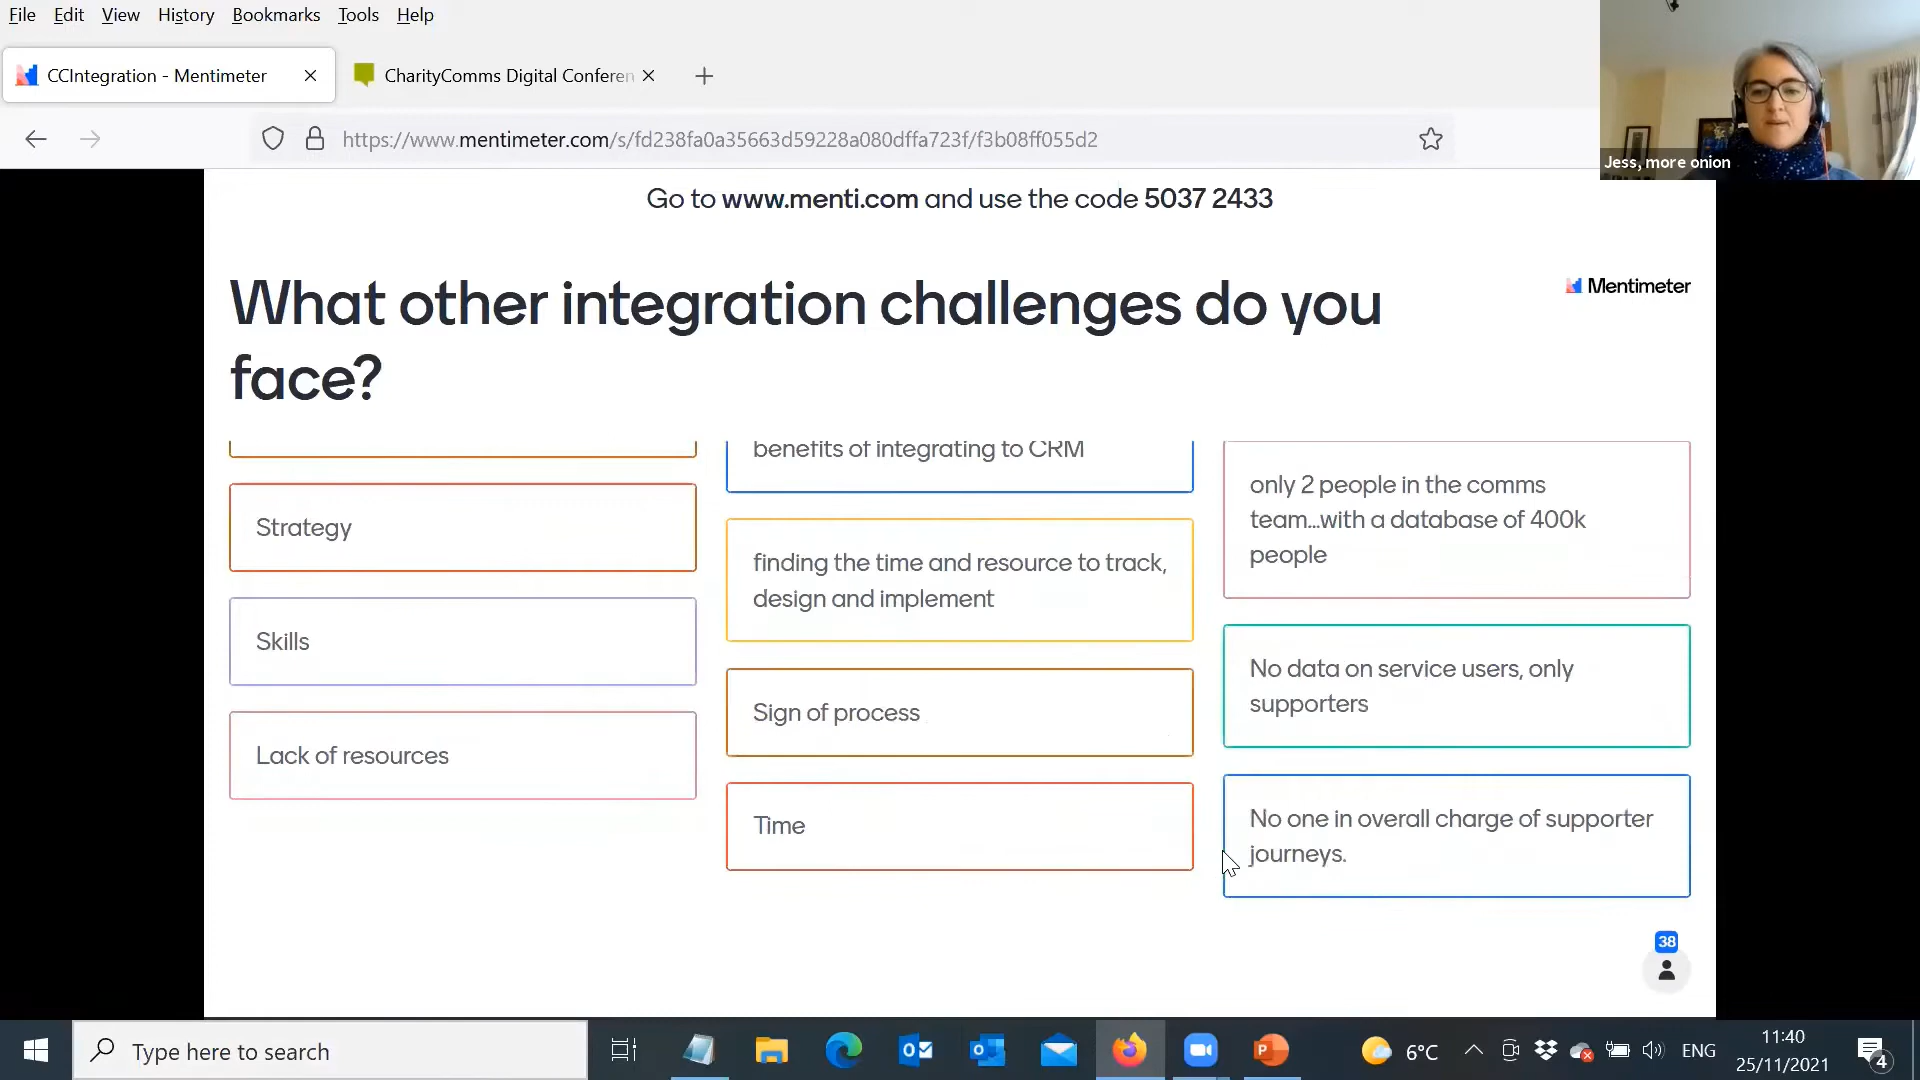 File Edit View History Bookmarks Tools Help
CCIntegration - Mentimeter
CharityComms Digital Conferen
https://www.mentimeter.com/s/fd238fa0a35663d59228a080dffa723f/f3b08ff055d2
Jess, more onion
Go to www.menti.com and use the code 5037 2433
What other integration challenges do you
face?
Mentimeter
Strategy
Skills
Lack of resources
benefits of integrating to CRM
finding the time and resource to track,
design and implement
Sign of process
Time
only 2 people in the comms
team...with a database of 400k
people
No data on service users, only
supporters
No one in overall charge of supporter
journeys.
38
Type here to search
6°C
ENG
11:40
25/11/2021
4